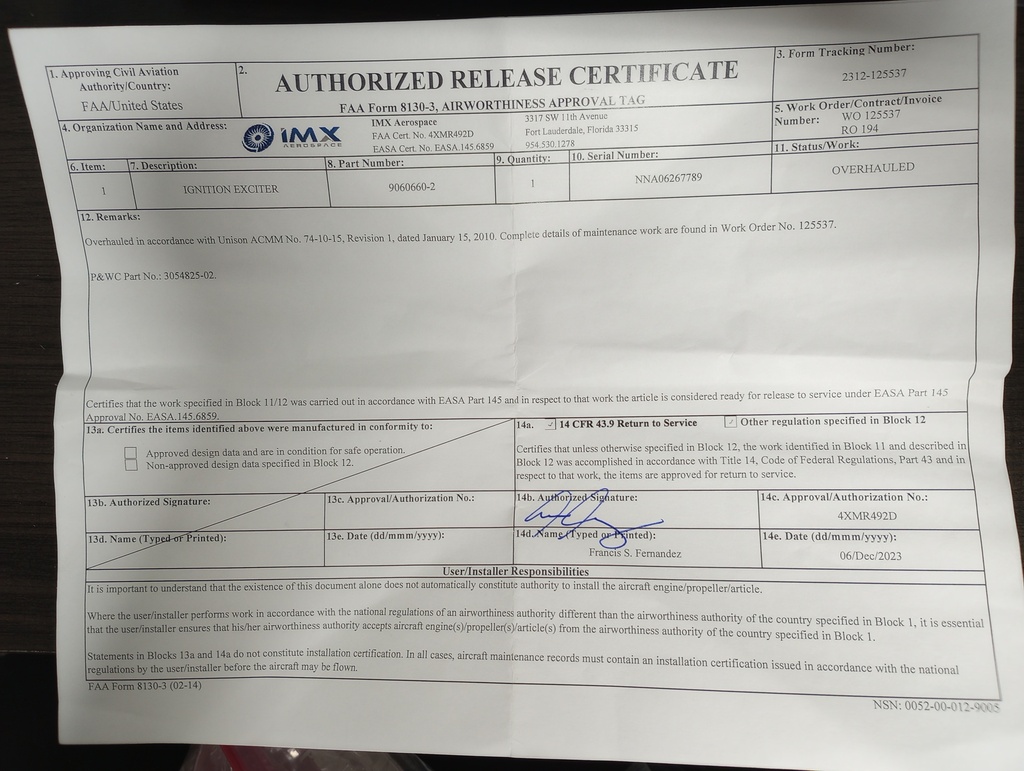 1. Approving Civil Aviation
Authority/Country:
FAA/United States
2.
AUTHORIZED RELEASE CERTIFICATE
FAA Form 8130-3, AIRWORTHINESS APPROVAL TAG
3. Form Tracking Number:
2312-125537
4. Organization Name and Address:
iMX
AEROSPACE
IMX Aerospace
FAA Cert. No. 4XMR492D
EASA Cert. No. EASA.145.6859
3317 SW 11th Avenue
Fort Lauderdale, Florida 33315
954.530.1278
5. Work Order/Contract/Invoice
Number: WO 125537
RO 194
6. Item:
7. Description:
8. Part Number:
9. Quantity:
10. Serial Number:
11. Status/Work:
1
IGNITION EXCITER
9060660-2
1
NNA06267789
OVERHAULED
12. Remarks:
Overhauled in accordance with Unison ACMM No. 74-10-15, Revision 1, dated January 15, 2010. Complete details of maintenance work are found in Work Order No. 125537.
P&WC Part No.: 3054825-02.
Certifies that the work specified in Block 11/12 was carried out in accordance with EASA Part 145 and in respect to that work the article is considered ready for release to service under EASA Part 145
Approval No. EASA.145.6859.
13a. Certifies the items identified above were manufactured in conformity to:
Approved design data and are in condition for safe operation.
Non-approved design data specified in Block 12.
14a. ✓ 14 CFR 43.9 Return to Service ✓ Other regulation specified in Block 12
Certifies that unless otherwise specified in Block 12, the work identified in Block 11 and described in
Block 12 was accomplished in accordance with Title 14, Code of Federal Regulations, Part 43 and in
respect to that work, the items are approved for return to service.
13b. Authorized Signature:
13c. Approval/Authorization No.:
14b. Authorized Signature:
14c. Approval/Authorization No.:
4XMR492D
13d. Name (Typed or Printed):
13e. Date (dd/mmm/yyyy):
14d. Name (Typed or Printed):
Francis S. Fernandez
14e. Date (dd/mmm/yyyy):
06/Dec/2023
User/Installer Responsibilities
It is important to understand that the existence of this document alone does not automatically constitute authority to install the aircraft engine/propeller/article.
Where the user/installer performs work in accordance with the national regulations of an airworthiness authority different than the airworthiness authority of the country specified in Block 1, it is essential
that the user/installer ensures that his/her airworthiness authority accepts aircraft engine(s)/propeller(s)/article(s) from the airworthiness authority of the country specified in Block 1.
Statements in Blocks 13a and 14a do not constitute installation certification. In all cases, aircraft maintenance records must contain an installation certification issued in accordance with the national
regulations by the user/installer before the aircraft may be flown.
FAA Form 8130-3 (02-14)
NSN: 0052-00-012-9005